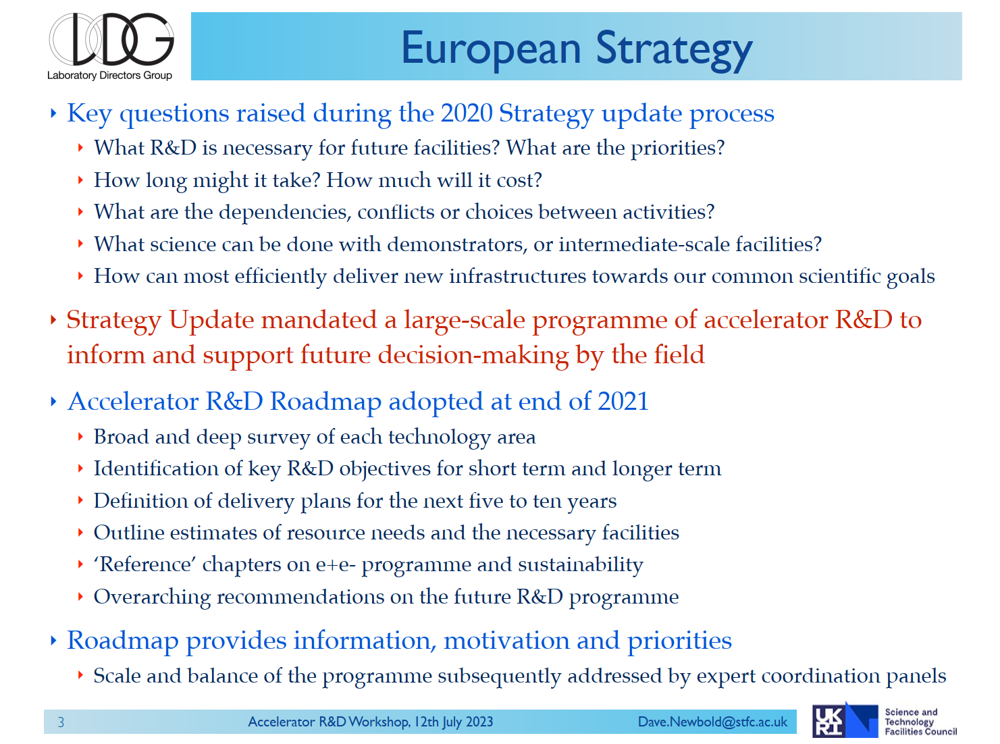 LDG
Laboratory Directors Group
European Strategy
Key questions raised during the 2020 Strategy update process
What R&D is necessary for future facilities? What are the priorities?
How long might it take? How much will it cost?
What are the dependencies, conflicts or choices between activities?
What science can be done with demonstrators, or intermediate-scale facilities?
How can most efficiently deliver new infrastructures towards our common scientific goals
Strategy Update mandated a large-scale programme of accelerator R&D to
inform and support future decision-making by the field
Accelerator R&D Roadmap adopted at end of 2021
Broad and deep survey of each technology area
Identification of key R&D objectives for short term and longer term
Definition of delivery plans for the next five to ten years
Outline estimates of resource needs and the necessary facilities
‘Reference’ chapters on e+e- programme and sustainability
Overarching recommendations on the future R&D programme
Roadmap provides information, motivation and priorities
Scale and balance of the programme subsequently addressed by expert coordination panels
3
Accelerator R&D Workshop, 12th July 2023
Dave.Newbold@stfc.ac.uk
UK
RI
Science and
Technology
Facilities Council